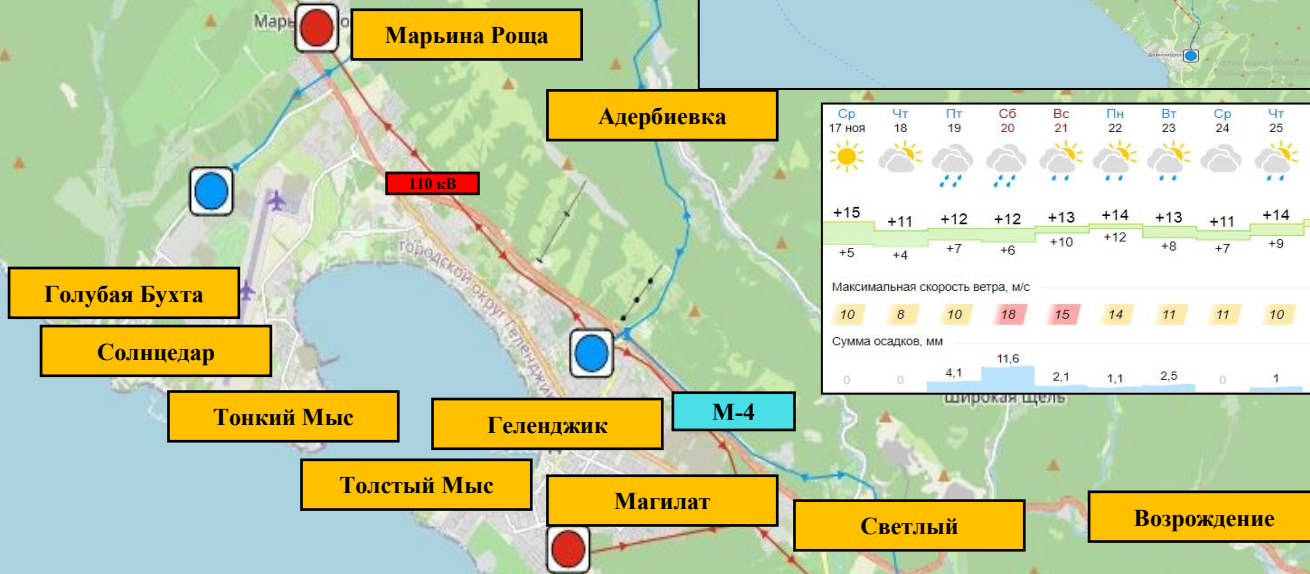 Марьина Роща
Адербиевка
110 кВ
городской округ Геленджик
Голубая Бухта
Солнцедар
Тонкий Мыс
Геленджик
М-4
Толстый Мыс
Магилат
Светлый
Возрождение
Широкая Щель
Ср Чт Пт Сб Вс Пн Вт Ср Чт
17 ноя 18 19 20 21 22 23 24 25
+15 +11 +12 +12 +13 +14 +13 +11 +14
+5 +4 +7 +6 +10 +12 +8 +7 +9
Максимальная скорость ветра, м/с
10 8 10 18 15 14 11 11 10
Сумма осадков, мм
0 0 4,1 11,6 2,1 1,1 2,5 0 1